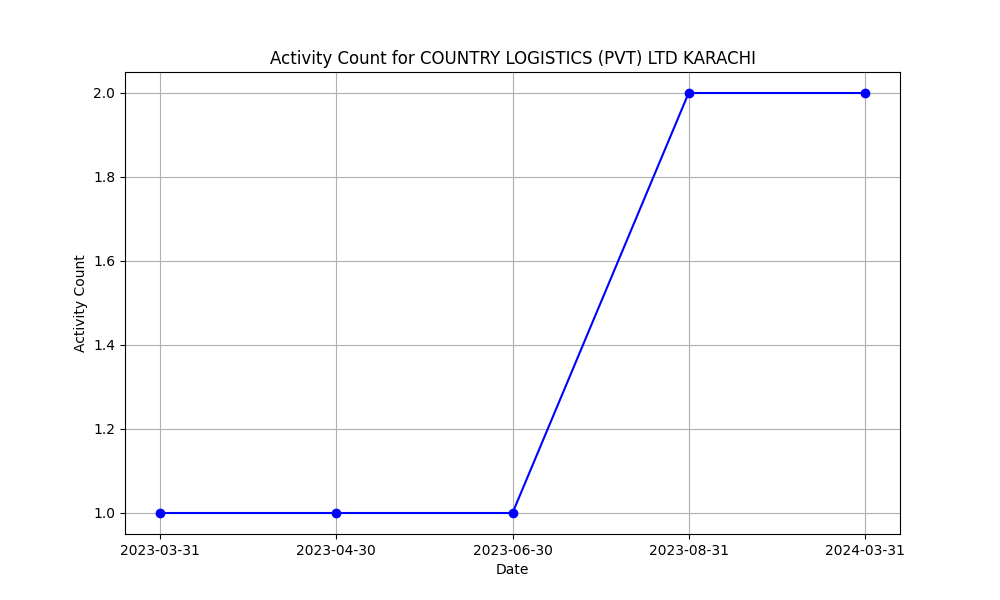 Activity Count for COUNTRY LOGISTICS (PVT) LTD KARACHI
2.0
1.8
1.6
1.4
1.2
1.0
Activity Count
2023-03-31 2023-04-30 2023-06-30 2023-08-31 2024-03-31
Date